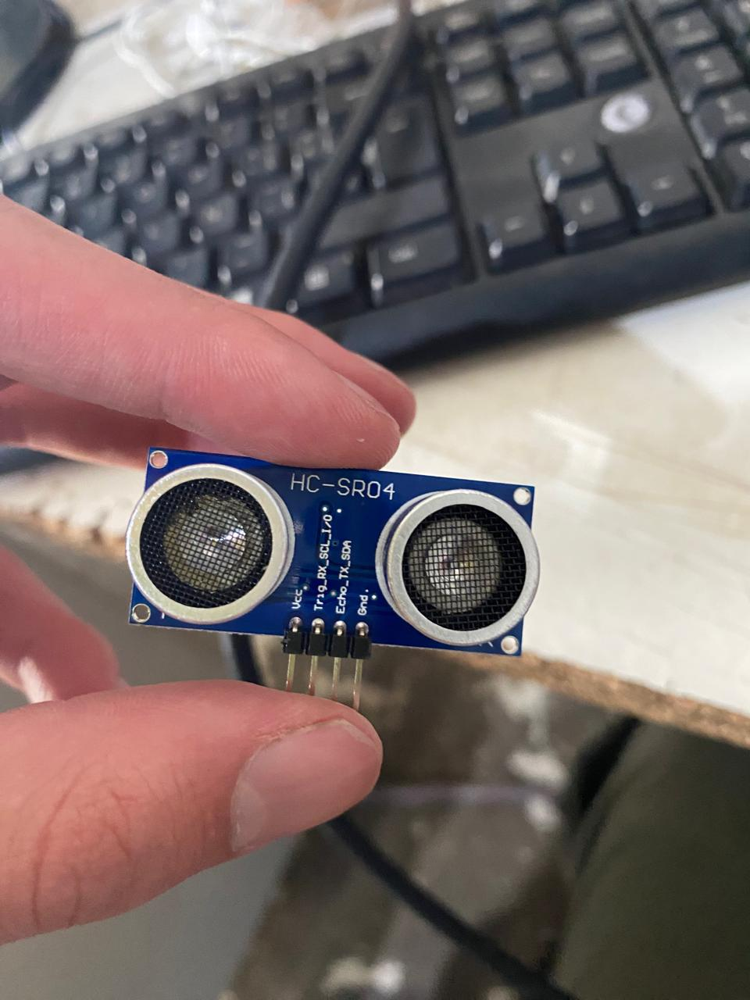 HC-SR04
Vcc
Trig_RX_SCL_I/O
Echo_TX_SDA
Gnd